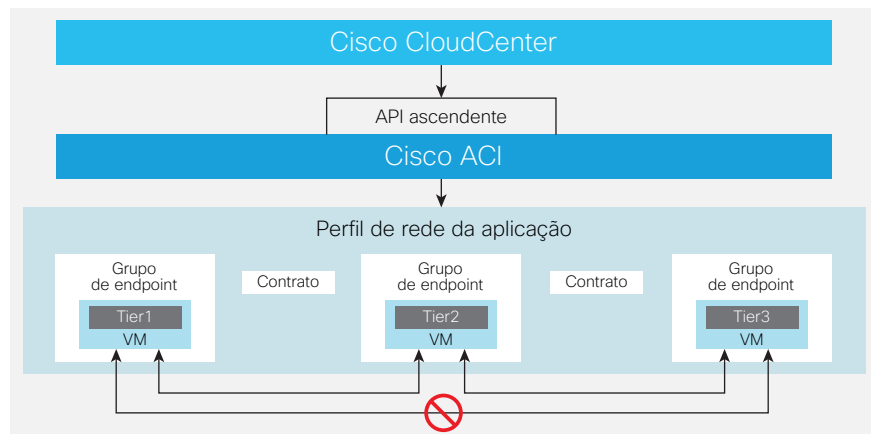 Cisco CloudCenter
API ascendente
Cisco ACI
Perfil de rede da aplicação
Grupo
de endpoint
Tier1
VM
Contrato
Grupo
de endpoint
Tier2
VM
Contrato
Grupo
de endpoint
Tier3
VM